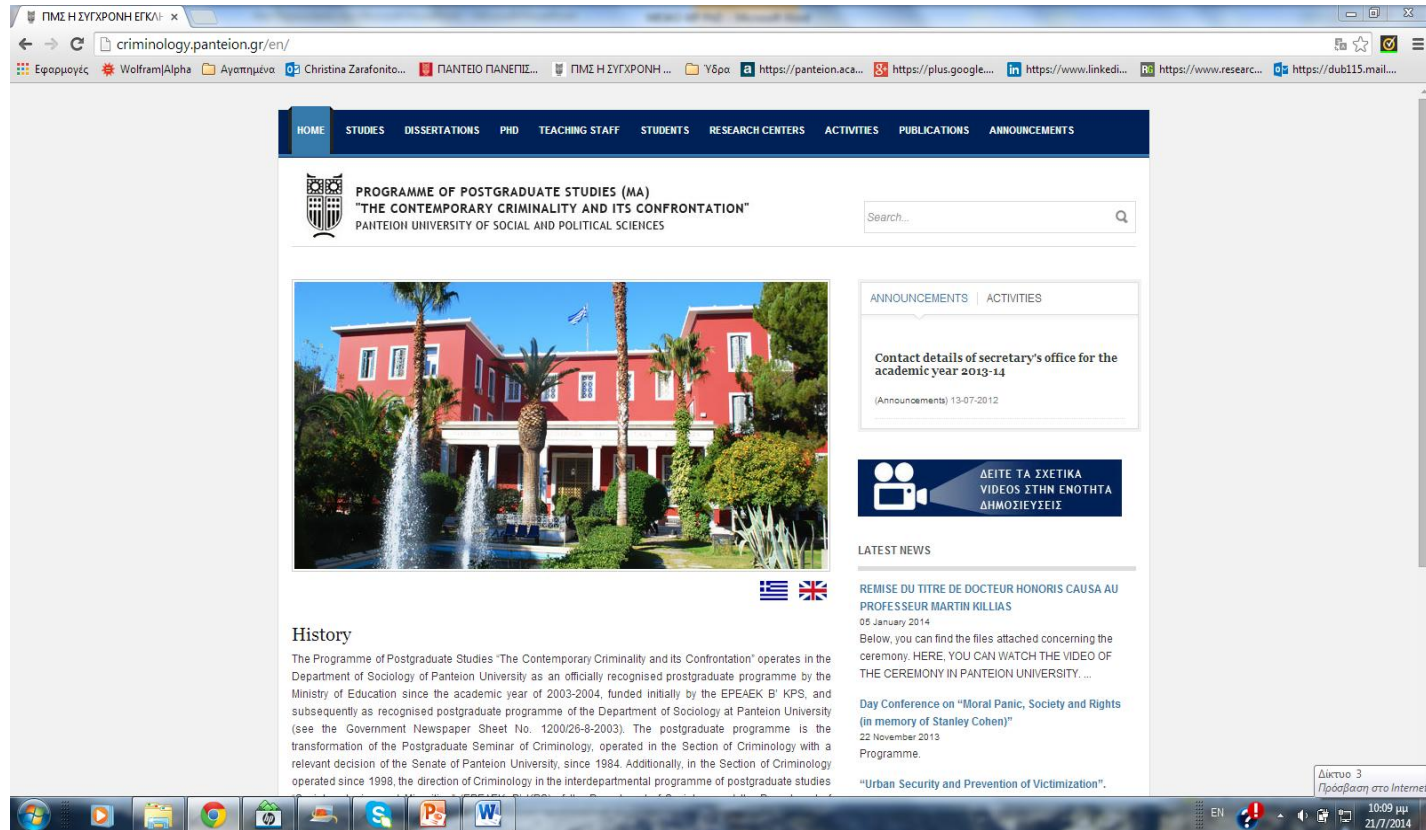 ΠΜΣ Η ΣΥΓΧΡΟΝΗ ΕΓΚΛΗ
criminology.panteion.gr/en/
Εφαρμογές Wolfram|Alpha Αγαπημένα Christina Zarafonito... ΠΑΝΤΕΙΟ ΠΑΝΕΠΙΣ... ΠΜΣ Η ΣΥΓΧΡΟΝΗ ... Ύδρα https://panteion.aca... https://plus.google.... https://www.linkedi... https://www.researc... https://dub115.mail....
HOME STUDIES DISSERTATIONS PHD TEACHING STAFF STUDENTS RESEARCH CENTERS ACTIVITIES PUBLICATIONS ANNOUNCEMENTS
PROGRAMME OF POSTGRADUATE STUDIES (MA)
"THE CONTEMPORARY CRIMINALITY AND ITS CONFRONTATION"
PANTEION UNIVERSITY OF SOCIAL AND POLITICAL SCIENCES
Search...
ANNOUNCEMENTS | ACTIVITIES
Contact details of secretary's office for the
academic year 2013-14
(Announcements) 13-07-2012
ΔΕΙΤΕ ΤΑ ΣΧΕΤΙΚΑ
VIDEOS ΣΤΗΝ ΕΝΟΤΗΤΑ
ΔΗΜΟΣΙΕΥΣΕΙΣ
LATEST NEWS
REMISE DU TITRE DE DOCTEUR HONORIS CAUSA AU
PROFESSEUR MARTIN KILLIAS
05 January 2014
Below, you can find the files attached concerning the
ceremony. HERE, YOU CAN WATCH THE VIDEO OF
THE CEREMONY IN PANTEION UNIVERSITY. ...
Day Conference on “Moral Panic, Society and Rights
(in memory of Stanley Cohen)”
22 November 2013
Programme.
“Urban Security and Prevention of Victimization”.
History
The Programme of Postgraduate Studies “The Contemporary Criminality and its Confrontation” operates in the
Department of Sociology of Panteion University as an officially recognised prostgraduate programme by the
Ministry of Education since the academic year of 2003-2004, funded initially by the EPEAEK B’ KPS, and
subsequently as recognised postgraduate programme of the Department of Sociology at Panteion University
(see the Government Newspaper Sheet No. 1200/26-8-2003). The postgraduate programme is the
transformation of the Postgraduate Seminar of Criminology, operated in the Section of Criminology with a
relevant decision of the Senate of Panteion University, since 1984. Additionally, in the Section of Criminology
operated since 1998, the direction of Criminology in the interdepartmental programme of postgraduate studies
Δίκτυο 3
Πρόσβαση στο Internet
EN
10:09 μμ
21/7/2014